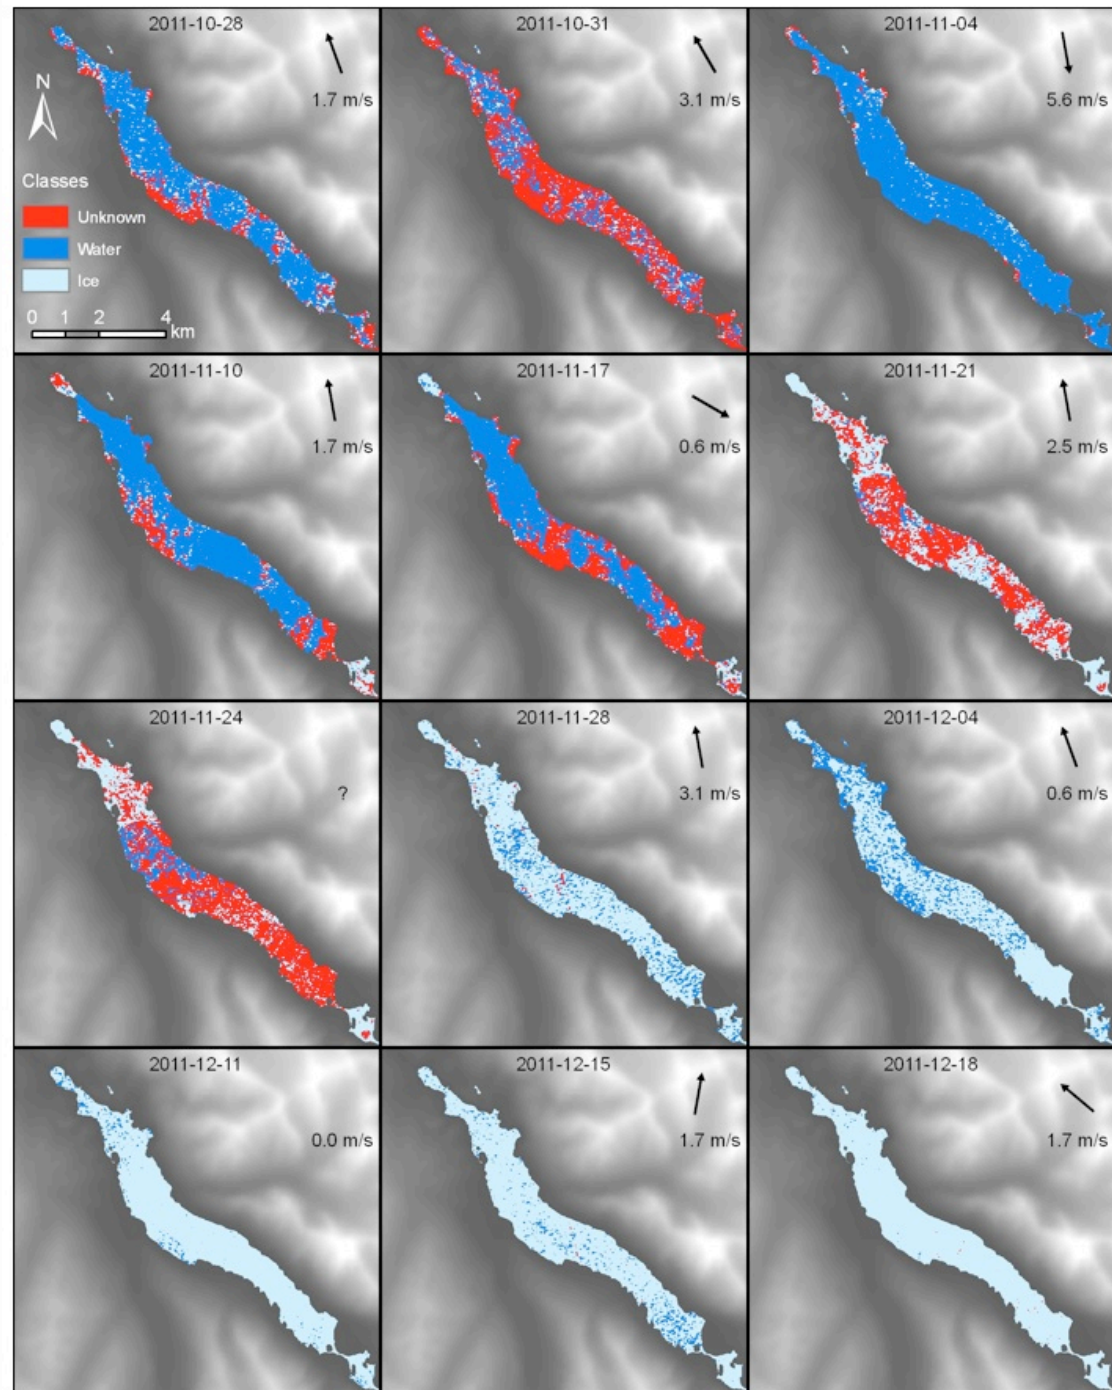 2011-10-28
1.7 m/s
N
Classes
Unknown
Water
Ice
0 1 2 4
km
2011-10-31
3.1 m/s
2011-11-04
5.6 m/s
2011-11-10
1.7 m/s
2011-11-17
0.6 m/s
2011-11-21
2.5 m/s
2011-11-24
?
2011-11-28
3.1 m/s
2011-12-04
0.6 m/s
2011-12-11
0.0 m/s
2011-12-15
1.7 m/s
2011-12-18
1.7 m/s